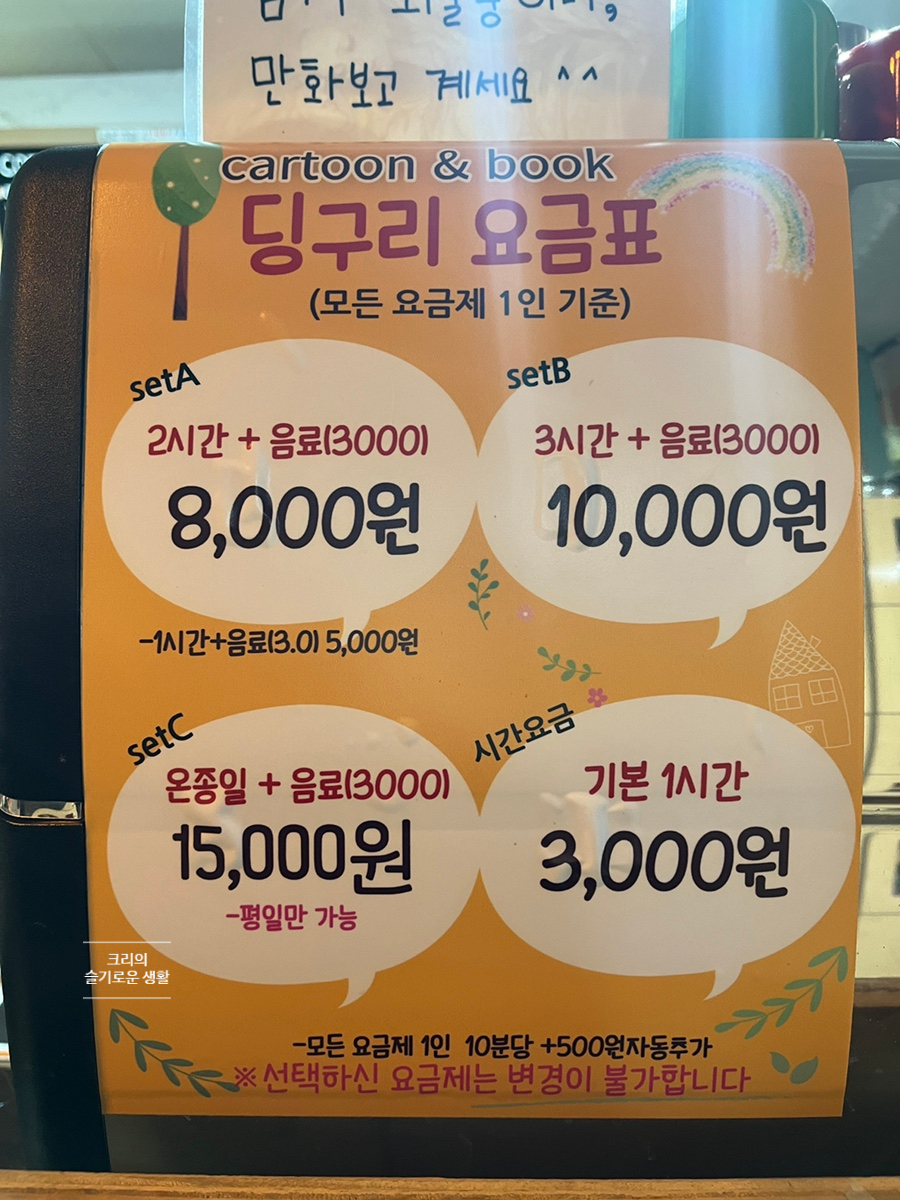 만화보고 계세요 ^^
cartoon & book
딩구리 요금표
(모든 요금제 1인 기준)
setA
2시간 + 음료(3000)
8,000원
-1시간+음료(3.0) 5,000원
setB
3시간 + 음료(3000)
10,000원
setC
온종일 + 음료(3000)
15,000원
-평일만 가능
시간요금
기본 1시간
3,000원
크리의
슬기로운 생활
-모든 요금제 1인 10분당 +500원자동추가
※선택하신 요금제는 변경이 불가합니다